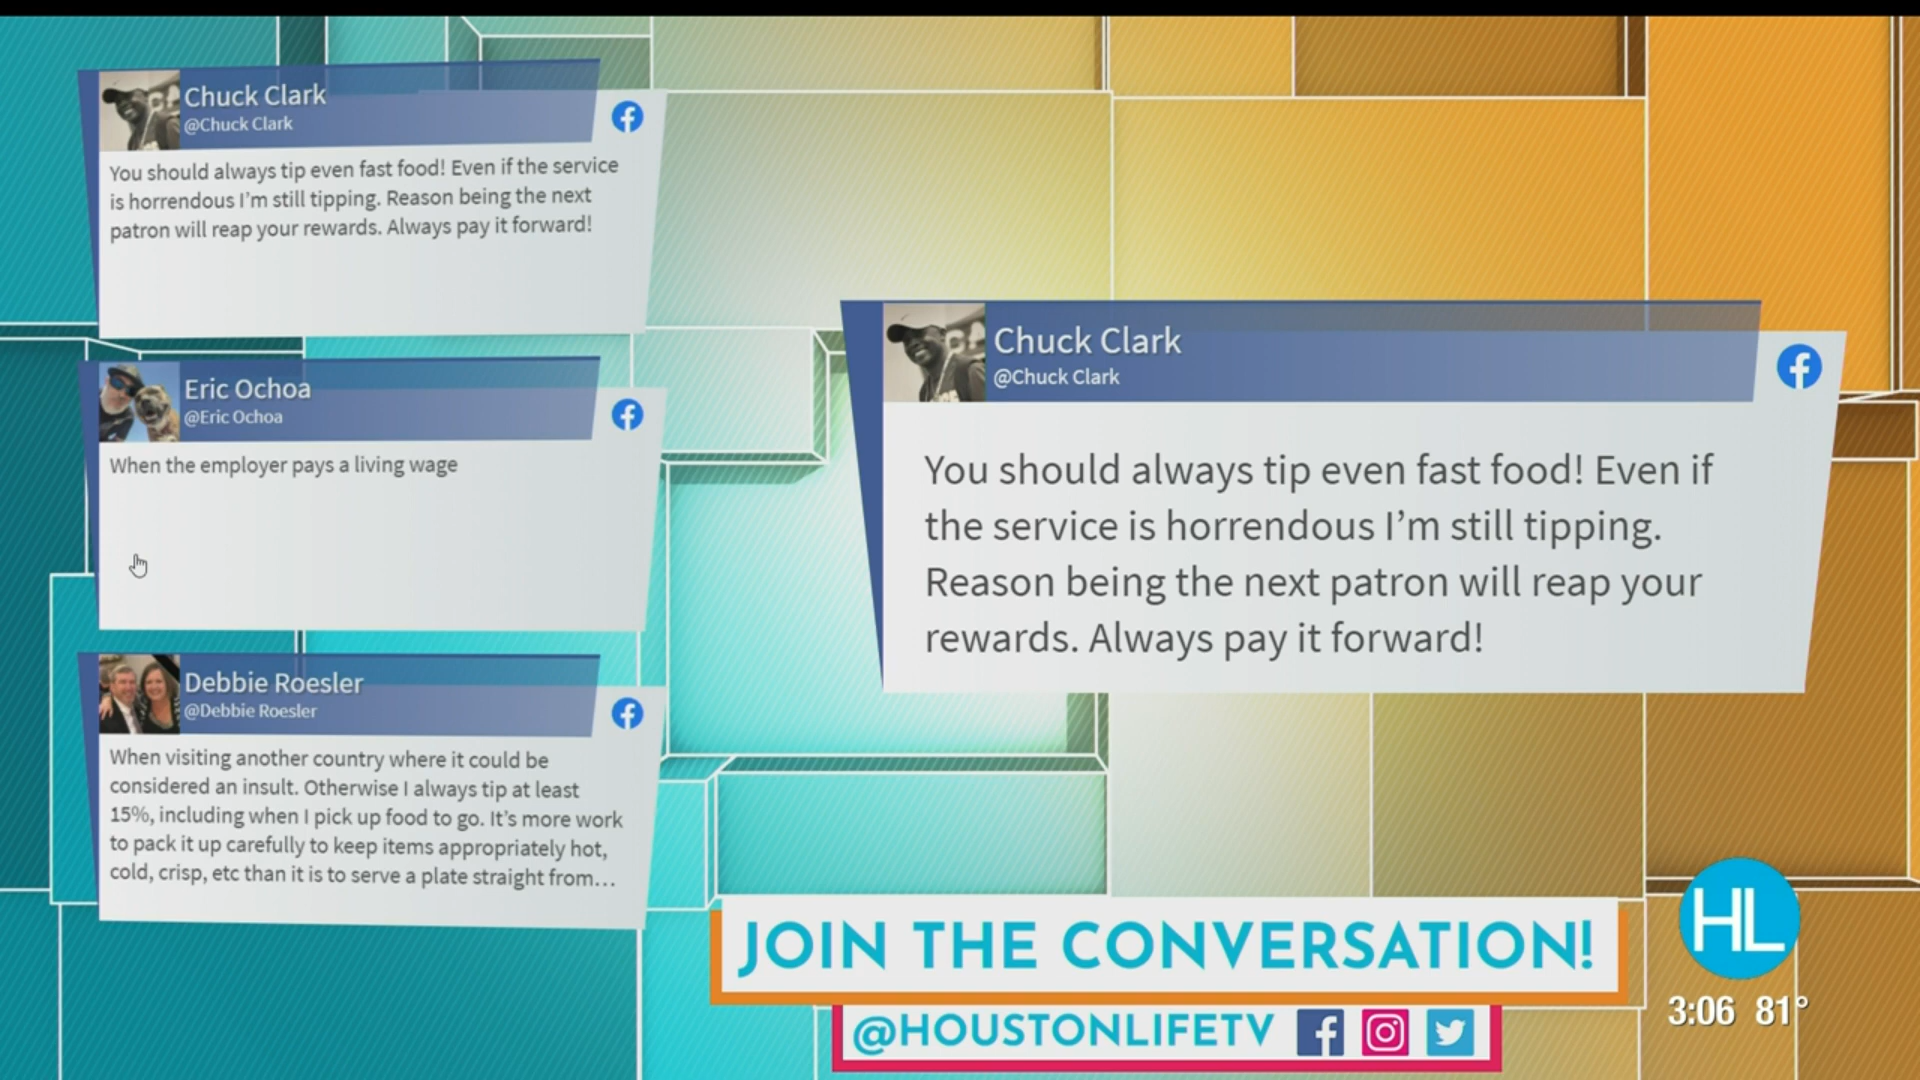 Chuck Clark
@Chuck Clark
You should always tip even fast food! Even if the service
is horrendous I'm still tipping. Reason being the next
patron will reap your rewards. Always pay it forward!
Eric Ochoa
@Eric Ochoa
When the employer pays a living wage
Debbie Roesler
@Debbie Roesler
When visiting another country where it could be
considered an insult. Otherwise I always tip at least
15%, including when I pick up food to go. It's more work
to pack it up carefully to keep items appropriately hot,
cold, crisp, etc than it is to serve a plate straight from...
Chuck Clark
@Chuck Clark
You should always tip even fast food! Even if
the service is horrendous I'm still tipping.
Reason being the next patron will reap your
rewards. Always pay it forward!
JOIN THE CONVERSATION!
@HOUSTONLIFETV
HL
3:06 81°